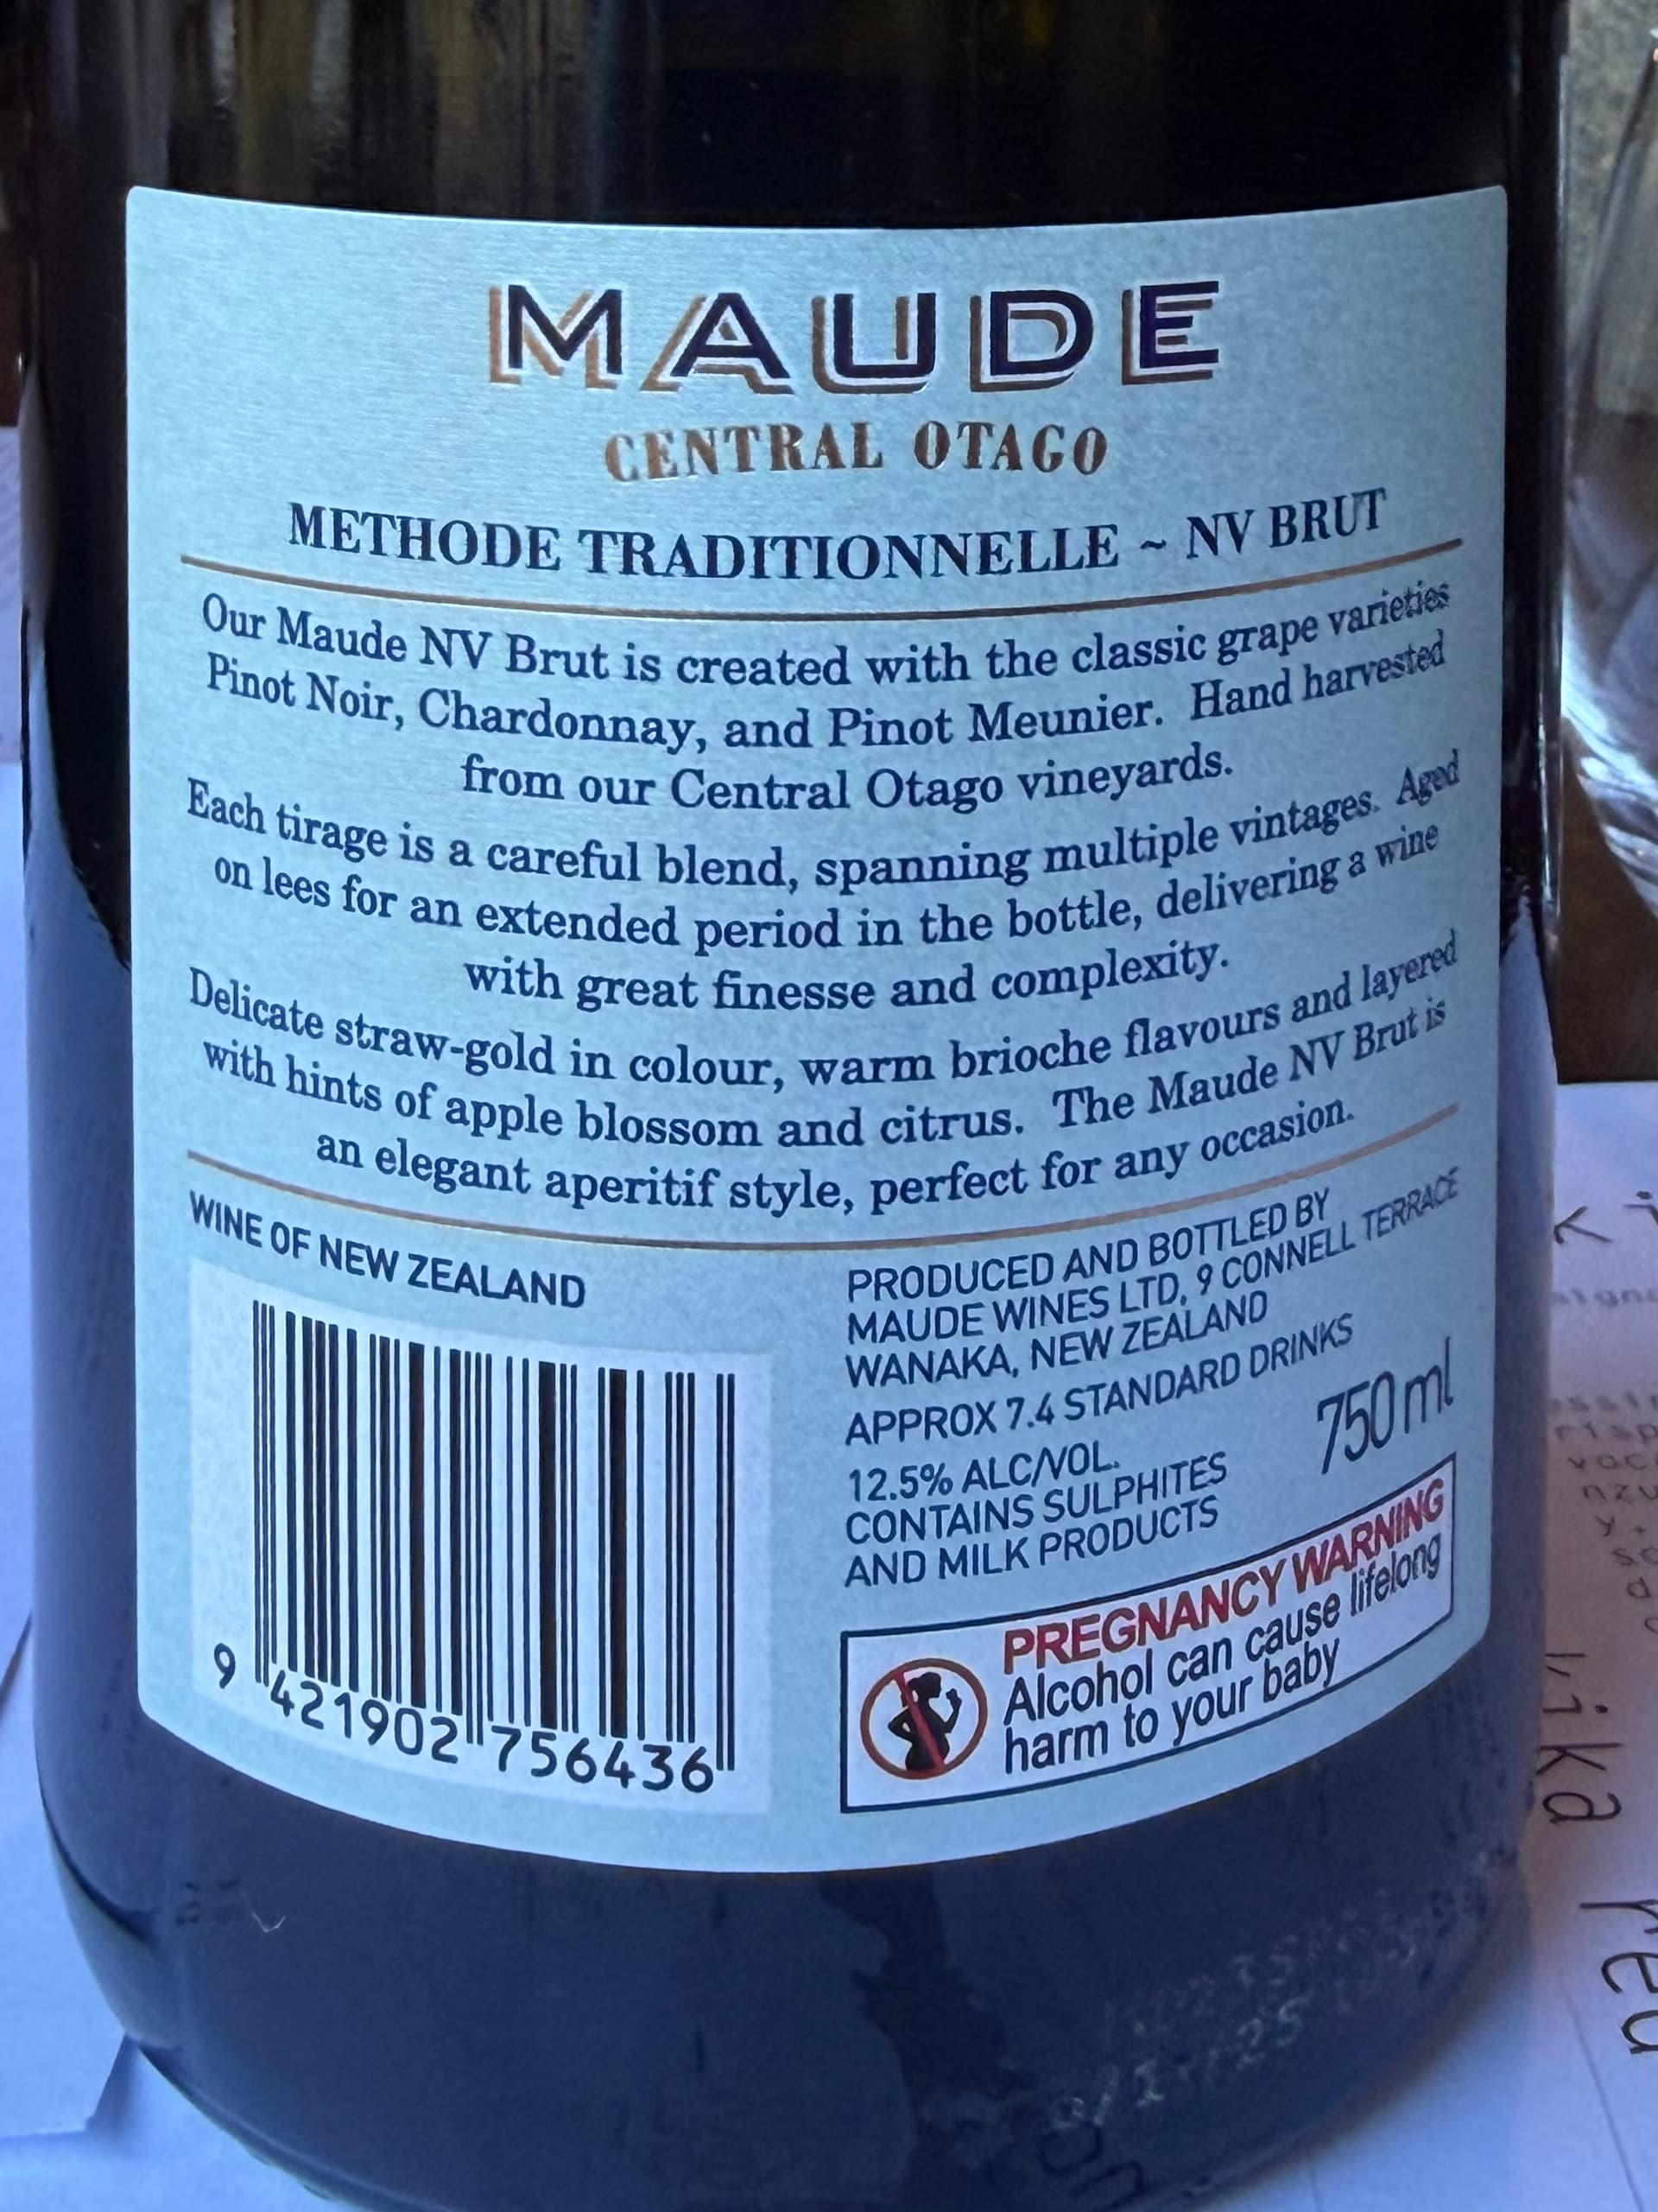 MAUDE
CENTRAL OTAGO
METHODE TRADITIONNELLE ~ NV BRUT
Our Maude NV Brut is created with the classic grape varieties
Pinot Noir, Chardonnay, and Pinot Meunier. Hand harvested
from our Central Otago vineyards.
Each tirage is a careful blend, spanning multiple vintages. Aged
on lees for an extended period in the bottle, delivering a wine
with great finesse and complexity.
Delicate straw-gold in colour, warm brioche flavours and layered
with hints of apple blossom and citrus. The Maude NV Brut is
an elegant aperitif style, perfect for any occasion.
WINE OF NEW ZEALAND
9 421902 756436
PRODUCED AND BOTTLED BY
MAUDE WINES LTD, 9 CONNELL TERRACE
WANAKA, NEW ZEALAND
APPROX 7.4 STANDARD DRINKS
12.5% ALC/VOL.
CONTAINS SULPHITES
AND MILK PRODUCTS
750 ml
PREGNANCY WARNING
Alcohol can cause lifelong
harm to your baby